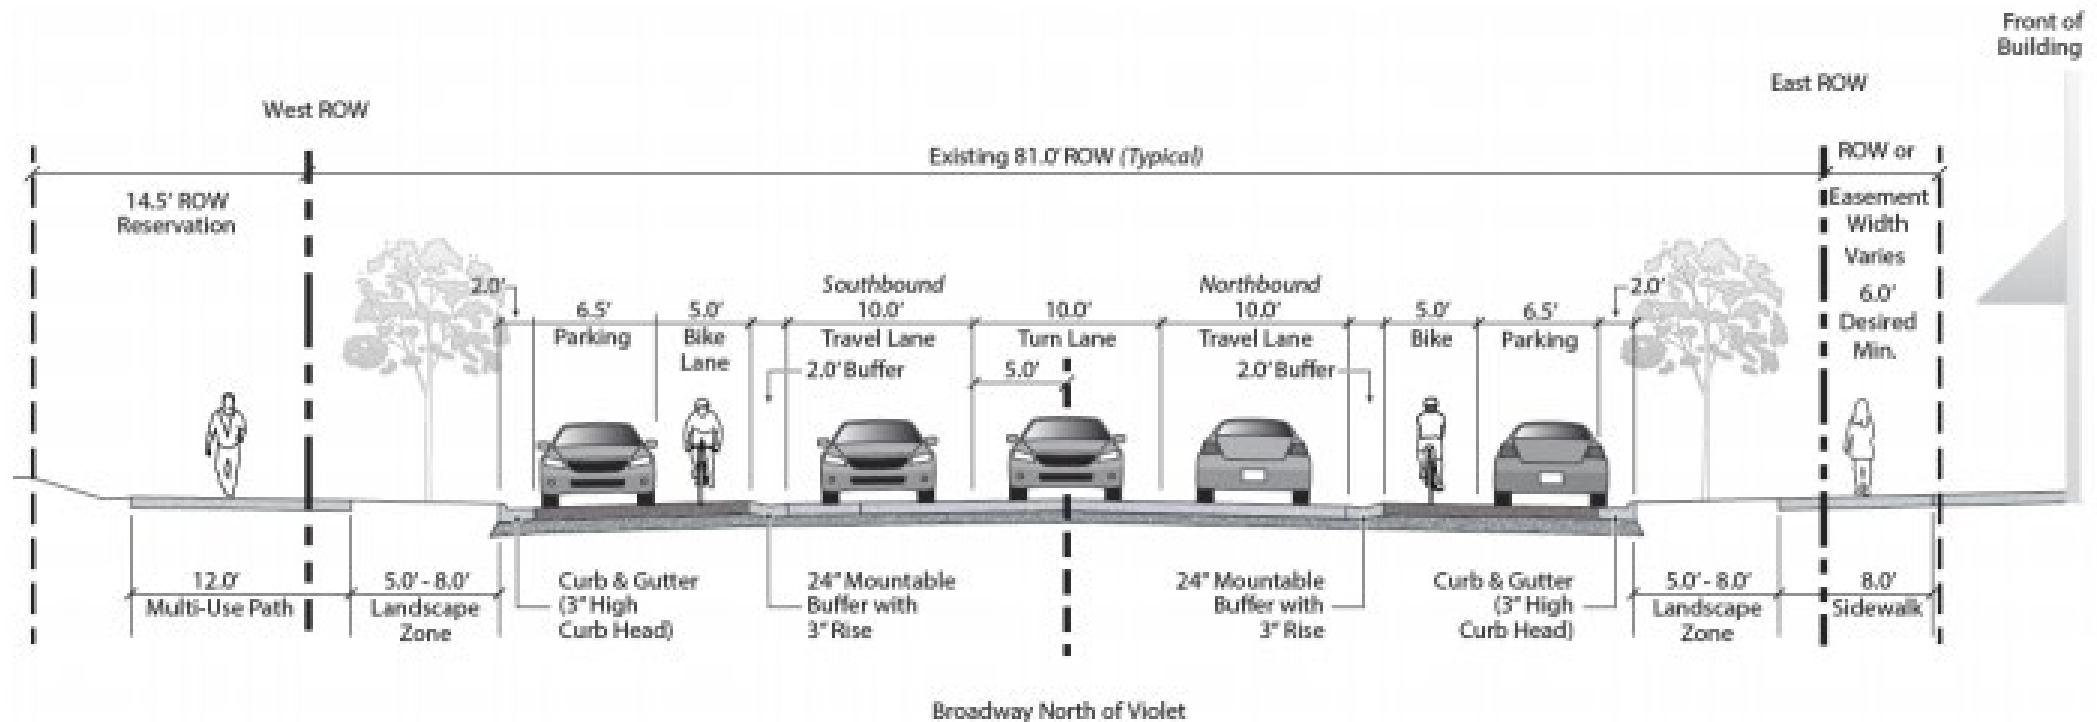 Front of
Building
East ROW
West ROW
Existing 81.0' ROW (Typical)
ROW or
Easement
Width
Varies
6.0'
Desired
Min.
14.5' ROW
Reservation
2.0'
6.5'
Parking
5.0'
Bike
Lane
Southbound
10.0'
Travel Lane
2.0' Buffer
10.0'
Turn Lane
5.0'
Northbound
10.0'
Travel Lane
2.0' Buffer
5.0'
Bike
6.5'
Parking
2.0'
12.0'
Multi-Use Path
5.0' - 8.0'
Landscape
Zone
Curb & Gutter
(3" High
Curb Head)
24" Mountable
Buffer with
3" Rise
24" Mountable
Buffer with
3" Rise
Curb & Gutter
(3" High
Curb Head)
5.0' - 8.0'
Landscape
Zone
8.0'
Sidewalk
Broadway North of Violet